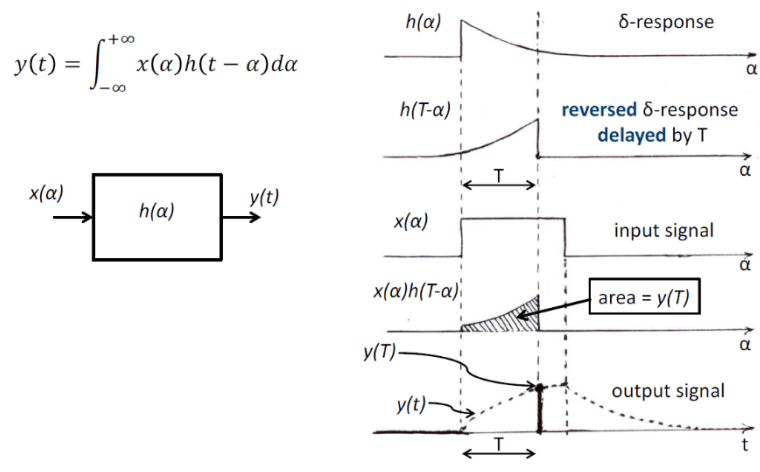 y(t) = ∫_{-∞}^{+∞} x(α)h(t − α)dα
x(α)
h(α)
y(t)
h(α)
δ-response
α
h(T-α)
reversed δ-response
delayed by T
α
T
x(α)
input signal
α
x(α)h(T-α)
area = y(T)
α
y(T)
output signal
y(t)
T
t